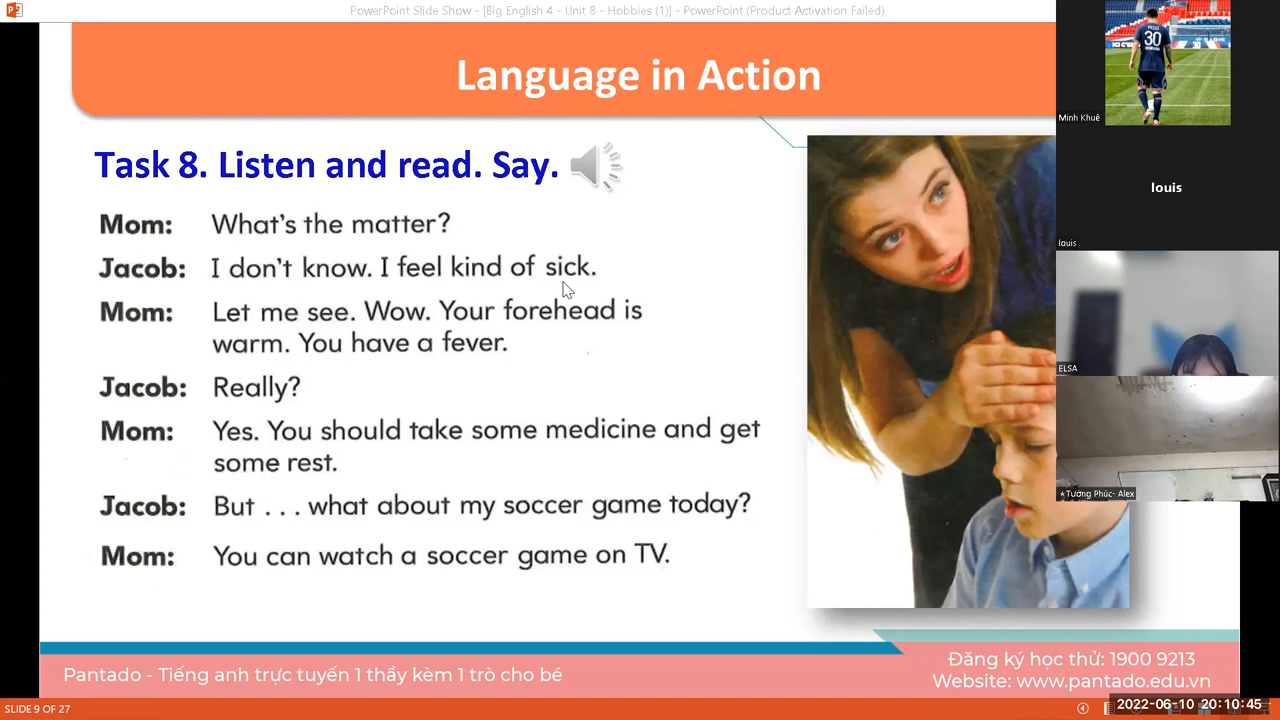 PowerPoint Slide Show - [Big English 4 - Unit 8 - Hobbies (1)] - PowerPoint (Product Activation Failed)
Language in Action
Task 8. Listen and read. Say.
Mom: What's the matter?
Jacob: I don't know. I feel kind of sick.
Mom: Let me see. Wow. Your forehead is
warm. You have a fever.
Jacob: Really?
Mom: Yes. You should take some medicine and get
some rest.
Jacob: But . . . what about my soccer game today?
Mom: You can watch a soccer game on TV.
Pantado - Tiếng anh trực tuyến 1 thầy kèm 1 trò cho bé
Đăng ký học thử: 1900 9213
Website: www.pantado.edu.vn
SLIDE 9 OF 27
2022-06-10 20:10:45
30
Minh Khuê
louis
louis
ELSA
Tường Phúc- Alex